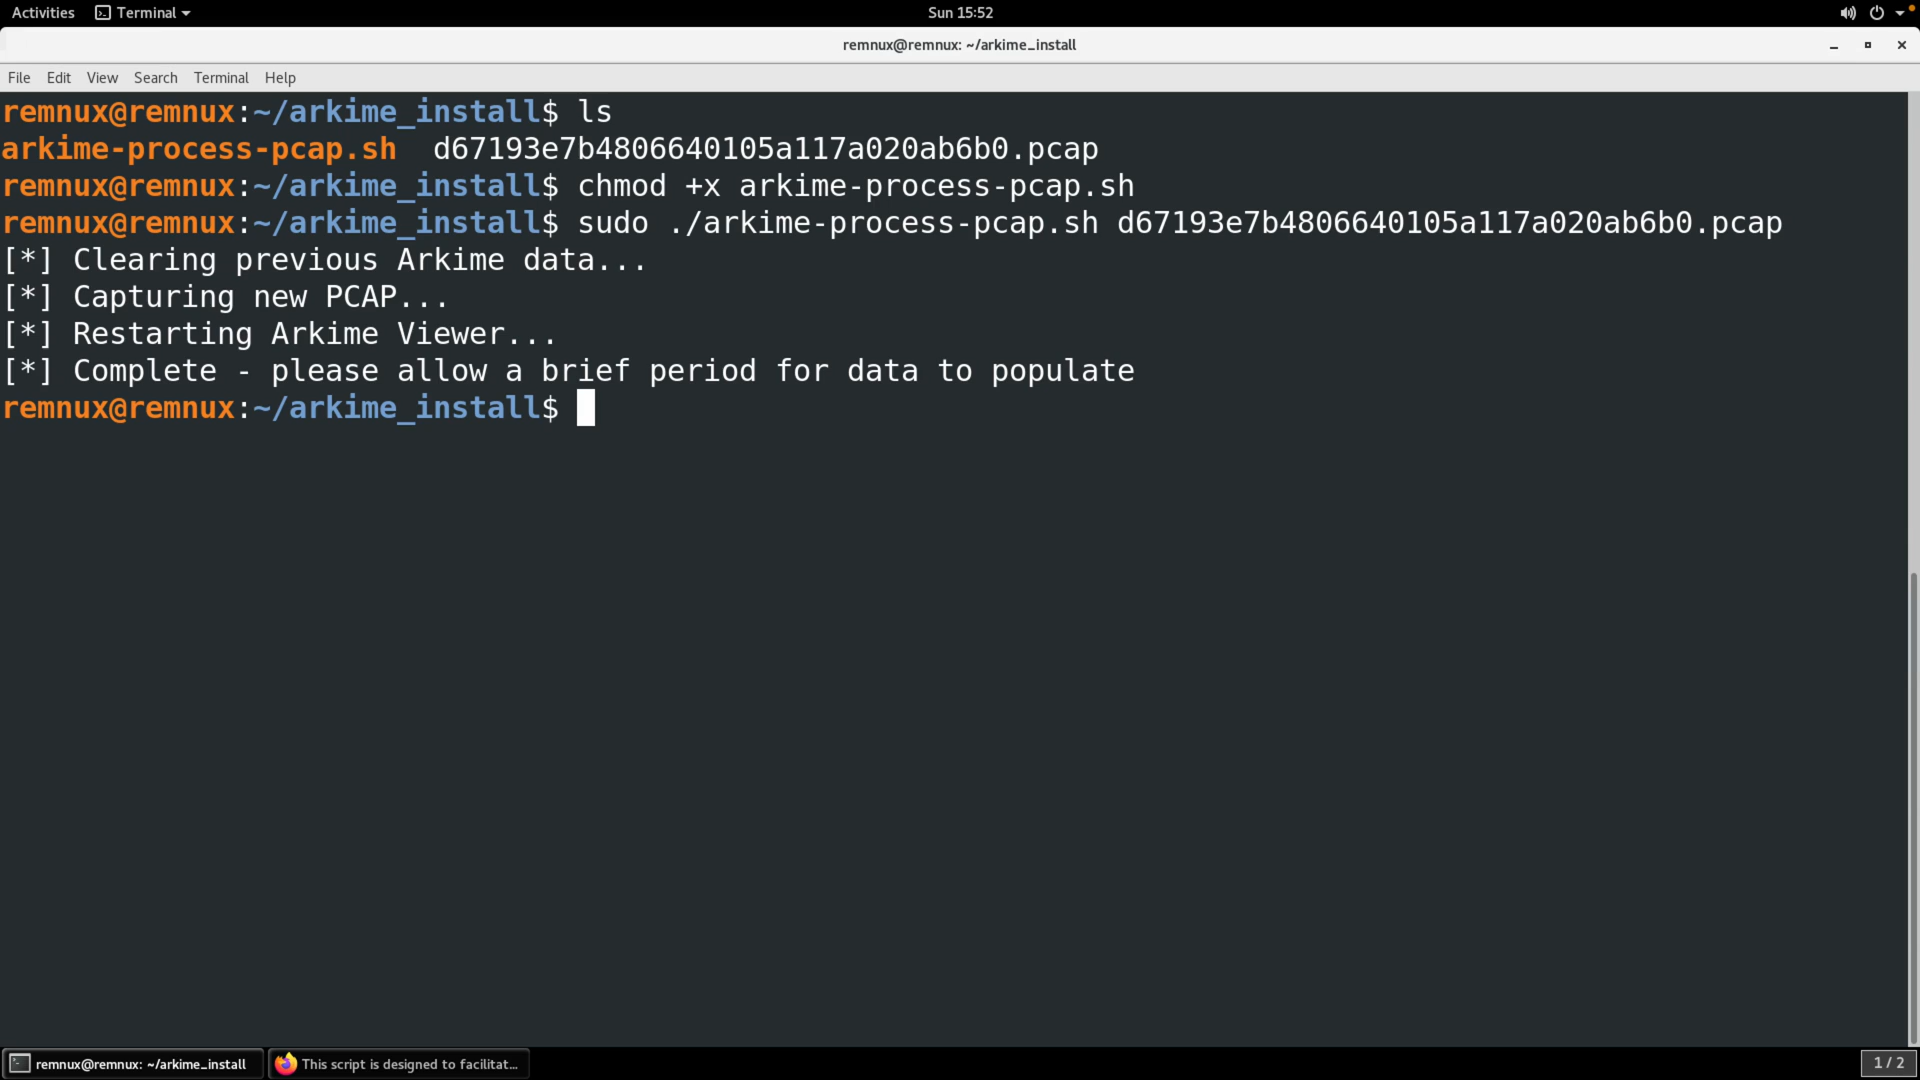 Activities Terminal Sun 15:52
remnux@remnux: ~/arkime_install
File Edit View Search Terminal Help
remnux@remnux:~/arkime_install$ ls
arkime-process-pcap.sh d67193e7b4806640105a117a020ab6b0.pcap
remnux@remnux:~/arkime_install$ chmod +x arkime-process-pcap.sh
remnux@remnux:~/arkime_install$ sudo ./arkime-process-pcap.sh d67193e7b4806640105a117a020ab6b0.pcap
[*] Clearing previous Arkime data...
[*] Capturing new PCAP...
[*] Restarting Arkime Viewer...
[*] Complete - please allow a brief period for data to populate
remnux@remnux:~/arkime_install$
remnux@remnux: ~/arkime_install This script is designed to facilitat... 1 / 2